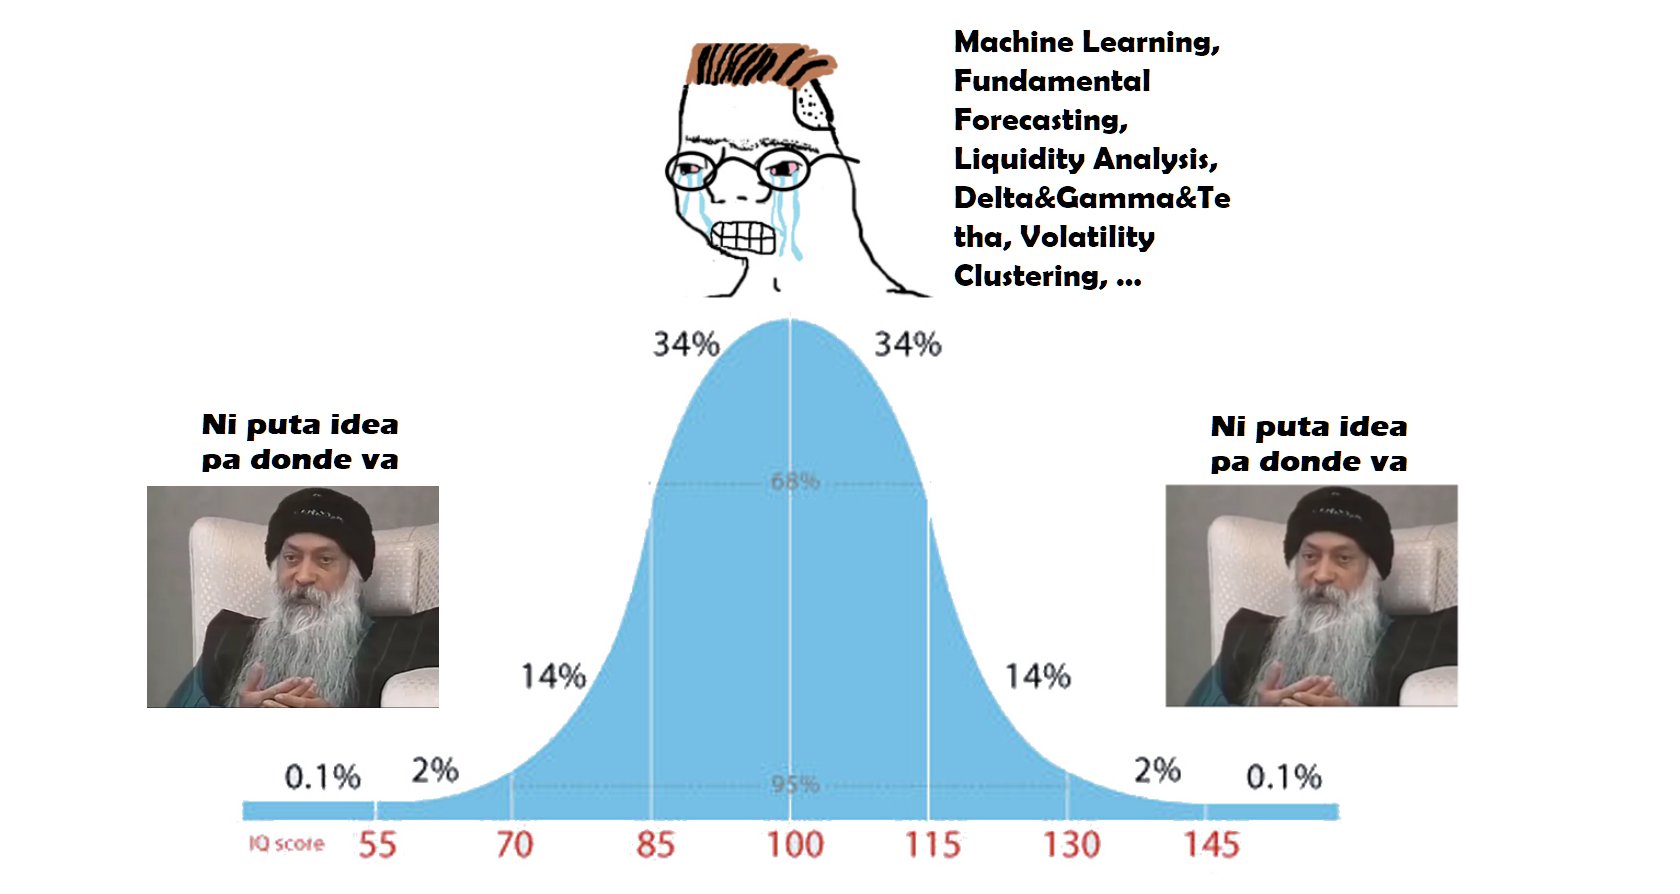 Machine Learning,
Fundamental
Forecasting,
Liquidity Analysis,
Delta&Gamma&Te
tha, Volatility
Clustering, ...
34%
34%
Ni puta idea
pa donde va
Ni puta idea
pa donde va
68%
14%
14%
0.1%
2%
95%
2%
0.1%
IQ score
55
70
85
100
115
130
145